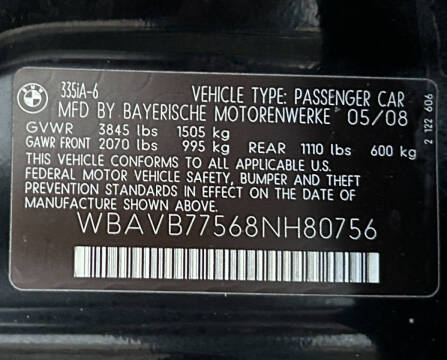 335iA-6
VEHICLE TYPE: PASSENGER CAR
MFD BY BAYERISCHE MOTORENWERKE 05/08
GVWR 3845 lbs 1505 kg
GAWR FRONT 2070 lbs 995 kg REAR 1110 lbs 600 kg
THIS VEHICLE CONFORMS TO ALL APPLICABLE
FEDERAL MOTOR VEHICLE SAFETY, BUMPER AND THEFT
PREVENTION STANDARDS IN EFFECT ON THE DATE OF
MANUFACTURE SHOWN ABOVE.
WBAVB77568NH80756
2 122 606